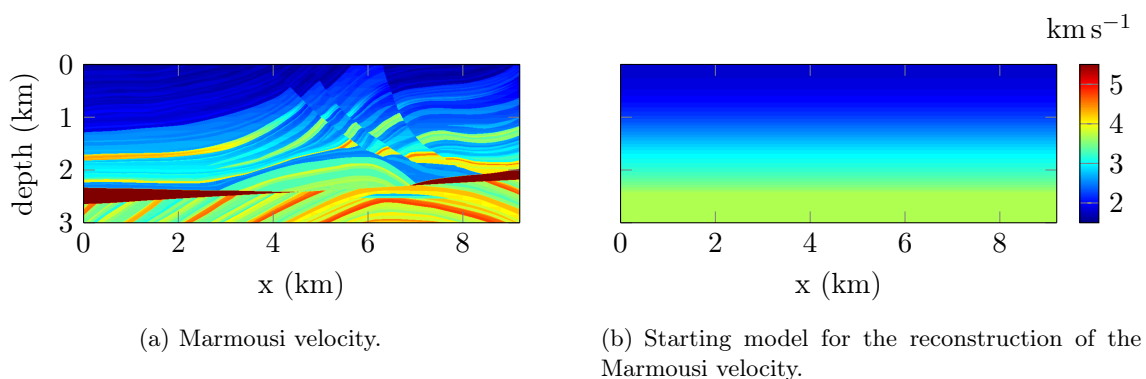 km s⁻¹
0
1
2
3
depth (km)
0 2 4 6 8
x (km)
0 2 4 6 8
x (km)
5
4
3
2
(a) Marmousi velocity.
(b) Starting model for the reconstruction of the
Marmousi velocity.